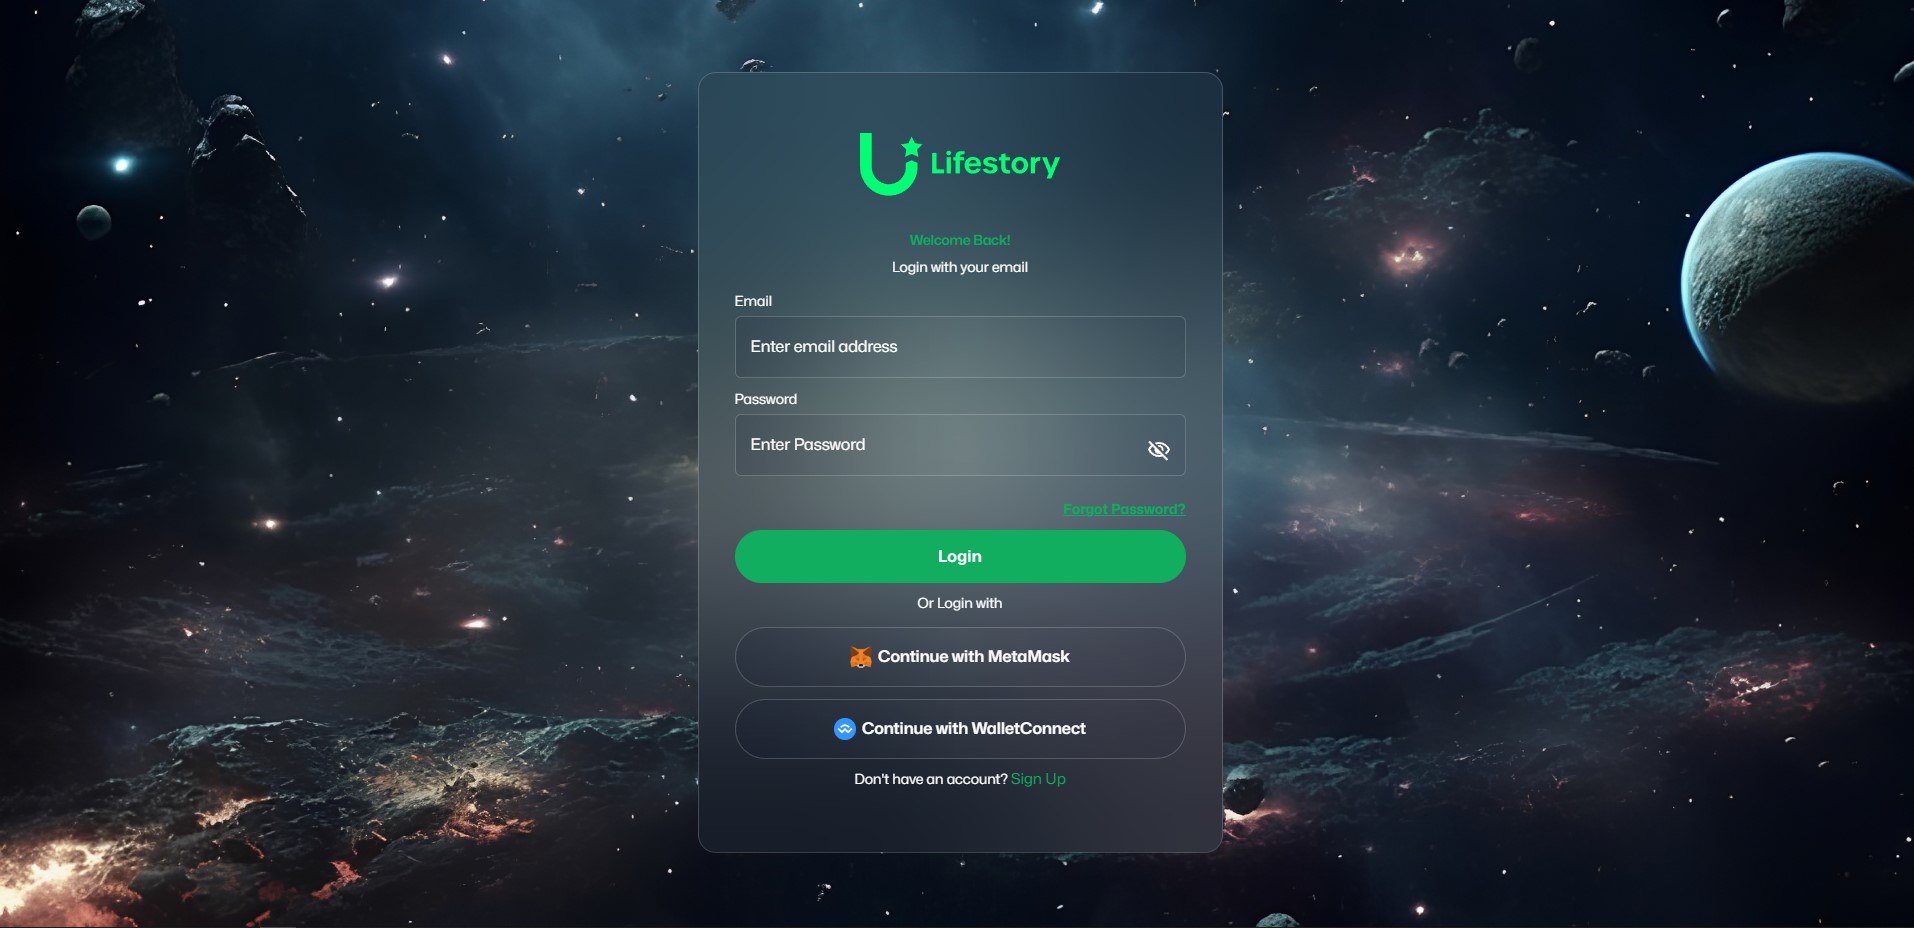 Lifestory
Welcome Back!
Login with your email
Email
Enter email address
Password
Enter Password
Forgot Password?
Login
Or Login with
Continue with MetaMask
Continue with WalletConnect
Don't have an account? Sign Up